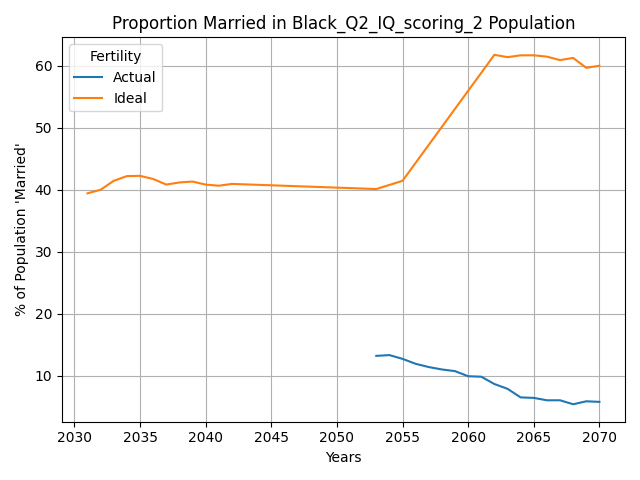 Proportion Married in Black_Q2_IQ_scoring_2 Population
Fertility
Actual
Ideal
% of Population 'Married'
60
50
40
30
20
10
2030 2035 2040 2045 2050 2055 2060 2065 2070
Years